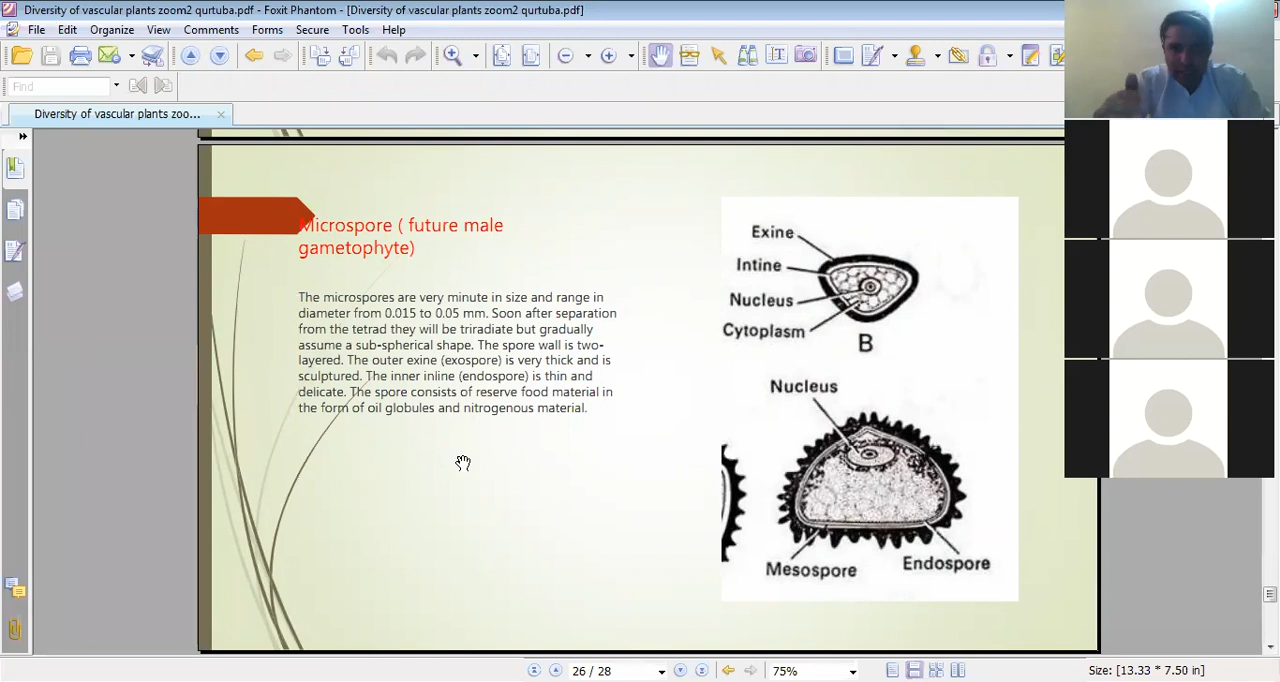 Diversity of vascular plants zoom2 qurtuba.pdf - Foxit Phantom - [Diversity of vascular plants zoom2 qurtuba.pdf]
File Edit Organize View Comments Forms Secure Tools Help
Find
Diversity of vascular plants zoo...
Microspore ( future male
gametophyte)
The microspores are very minute in size and range in
diameter from 0.015 to 0.05 mm. Soon after separation
from the tetrad they will be triradiate but gradually
assume a sub-spherical shape. The spore wall is two-
layered. The outer exine (exospore) is very thick and is
sculptured. The inner inline (endospore) is thin and
delicate. The spore consists of reserve food material in
the form of oil globules and nitrogenous material.
Exine
Intine
Nucleus
Cytoplasm
B
Nucleus
Mesospore
Endospore
26 / 28
75%
Size: [13.33 * 7.50 in]